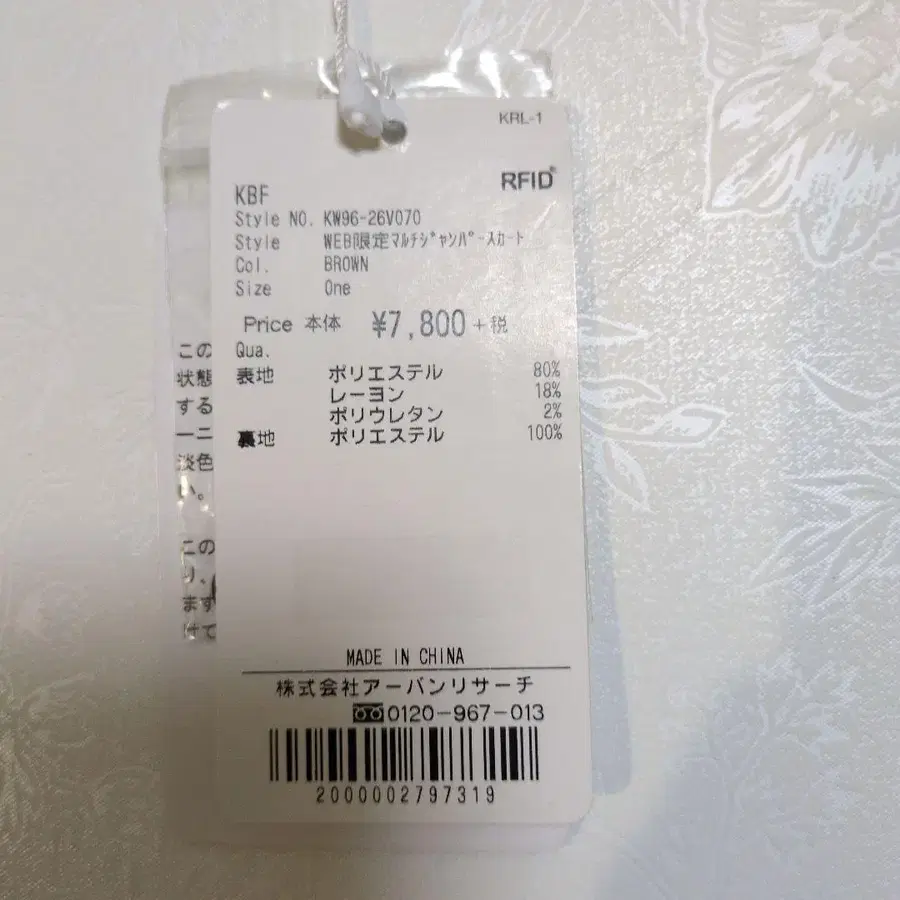 KRL-1
RFID
KBF
Style NO. KW96-26V070
Style WEB限定マルチジャンパースカート
Col. BROWN
Size One
Price 本体 ¥7,800+税
Qua.
表地 ポリエステル 80%
レーヨン 18%
ポリウレタン 2%
裏地 ポリエステル 100%
MADE IN CHINA
株式会社アーバンリサーチ
0120-967-013
2000002797319
この
状態
する
ーニ
淡色
い。
この
り、
ます
けて